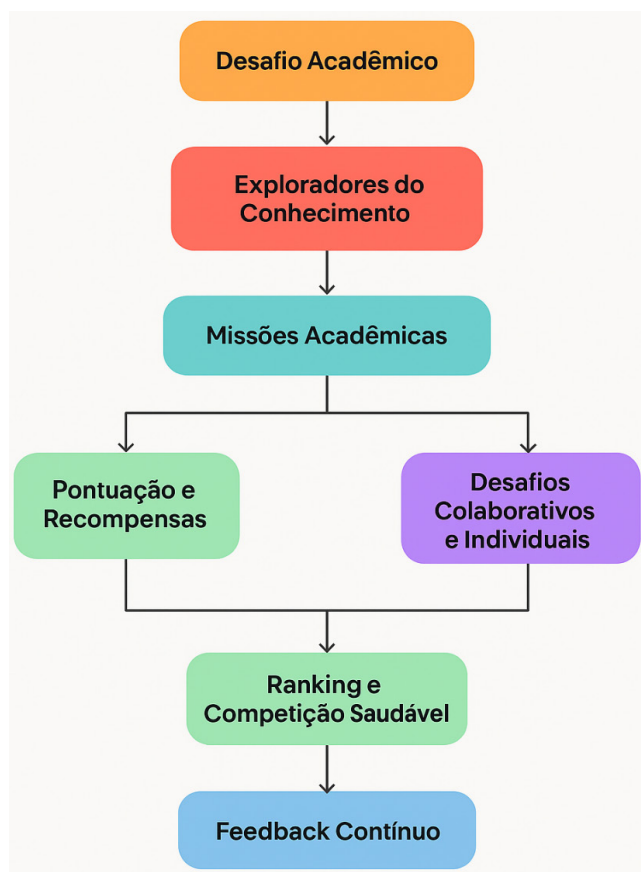 Desafio Acadêmico
Exploradores do
Conhecimento
Missões Acadêmicas
Pontuação e
Recompensas
Desafios
Colaborativos
e Individuais
Ranking e
Competição Saudável
Feedback Contínuo